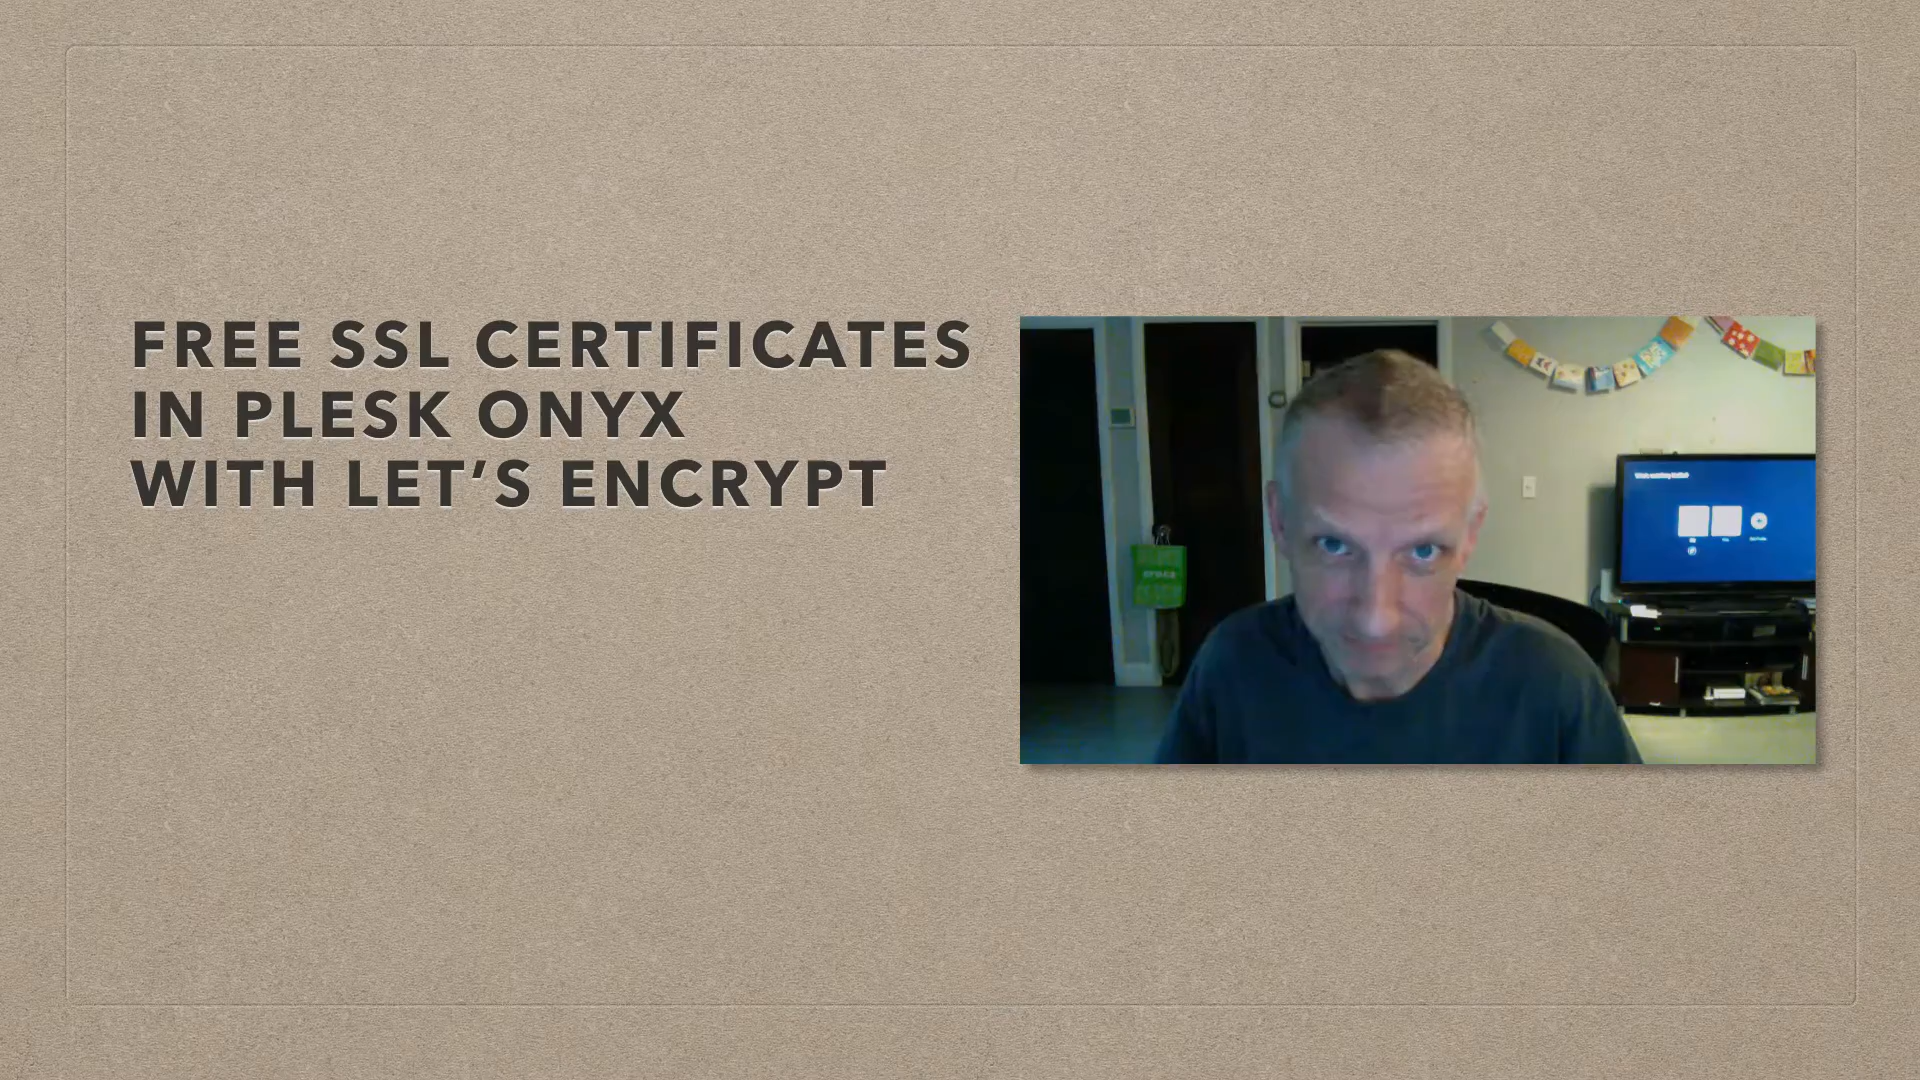 FREE SSL CERTIFICATES
IN PLESK ONYX
WITH LET’S ENCRYPT